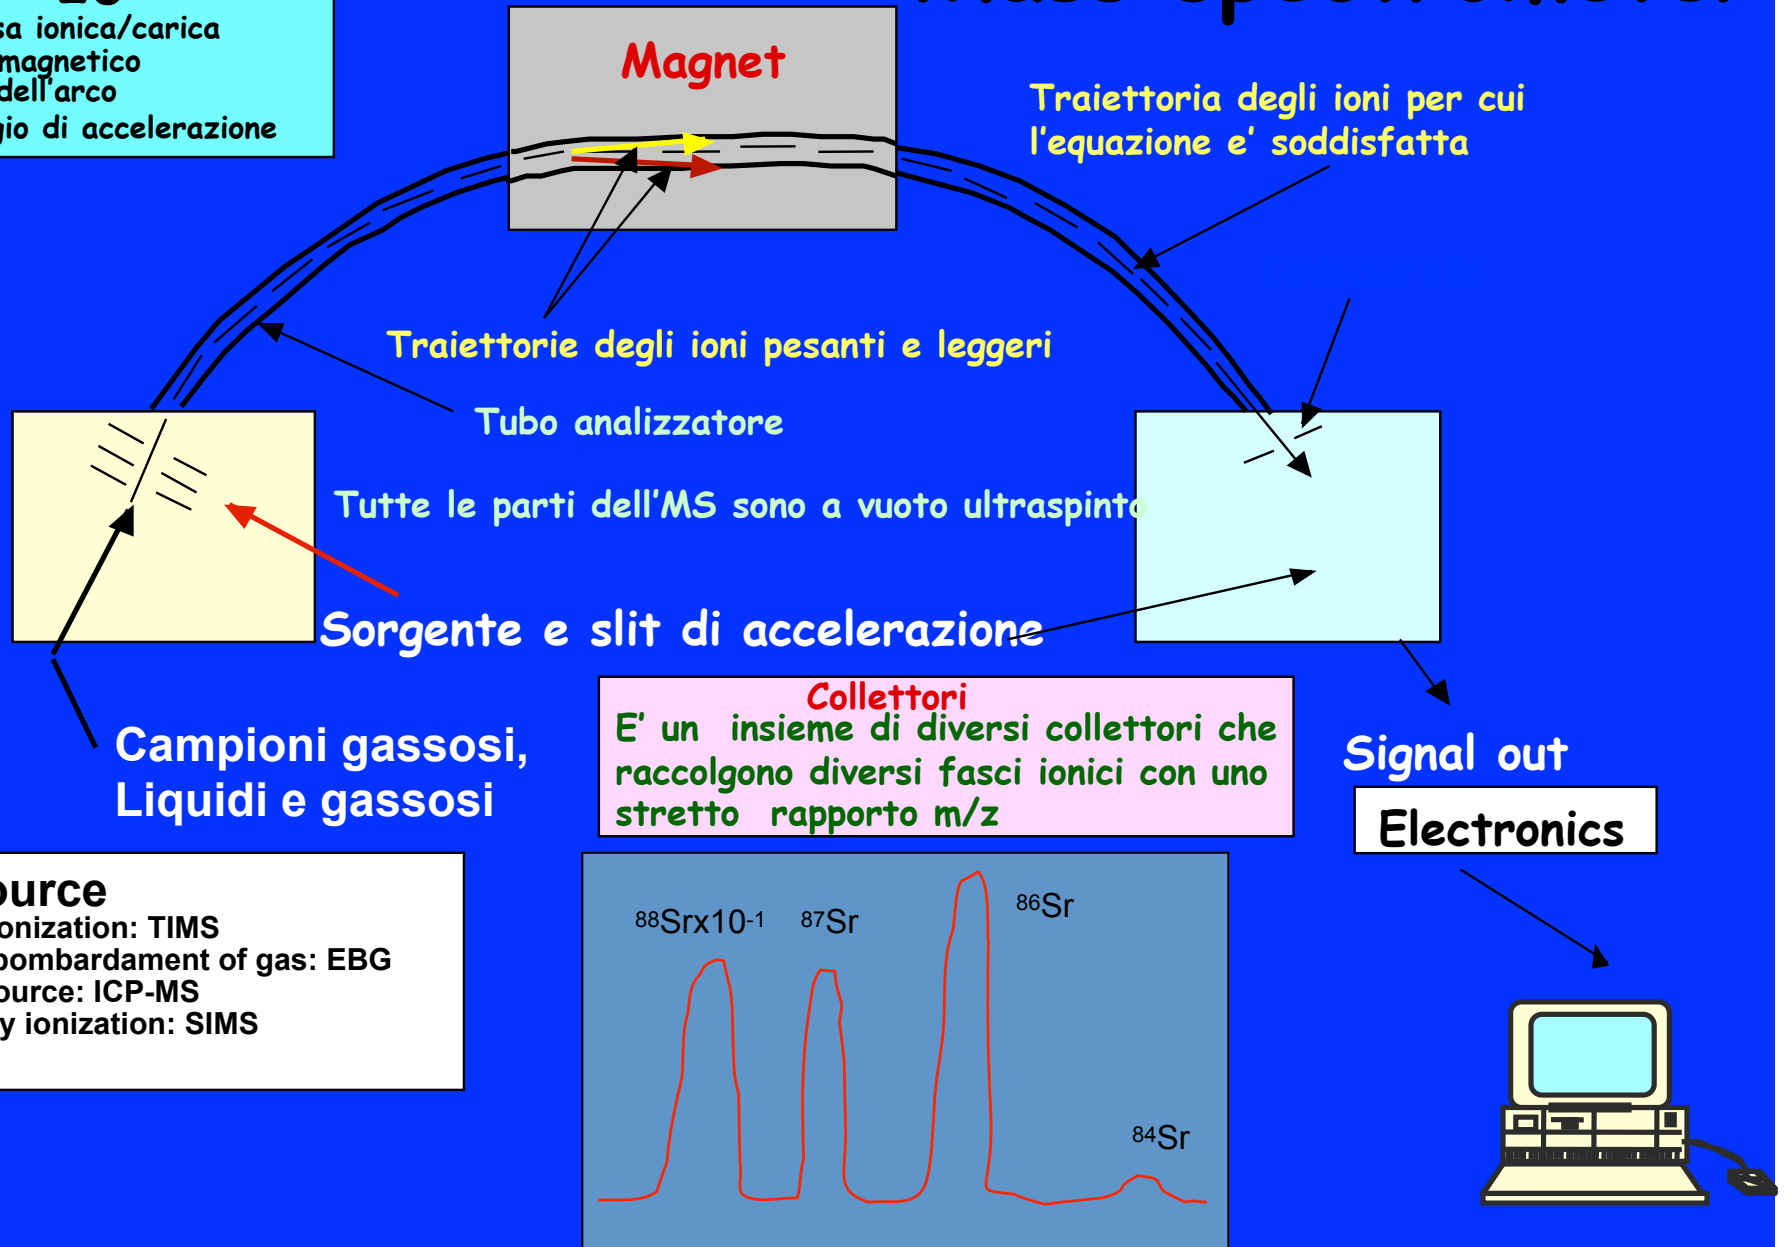 sa ionica/carica
magnetico
dell'arco
gio di accelerazione
Magnet
Traiettoria degli ioni per cui
l'equazione e' soddisfatta
Traiettorie degli ioni pesanti e leggeri
Tubo analizzatore
Tutte le parti dell'MS sono a vuoto ultraspinto
Sorgente e slit di accelerazione
Collettori
E' un insieme di diversi collettori che
raccolgono diversi fasci ionici con uno
stretto rapporto m/z
Campioni gassosi,
Liquidi e gassosi
Signal out
Electronics
ource
onization: TIMS
bombardament of gas: EBG
ource: ICP-MS
y ionization: SIMS
88Srx10-1
87Sr
86Sr
84Sr